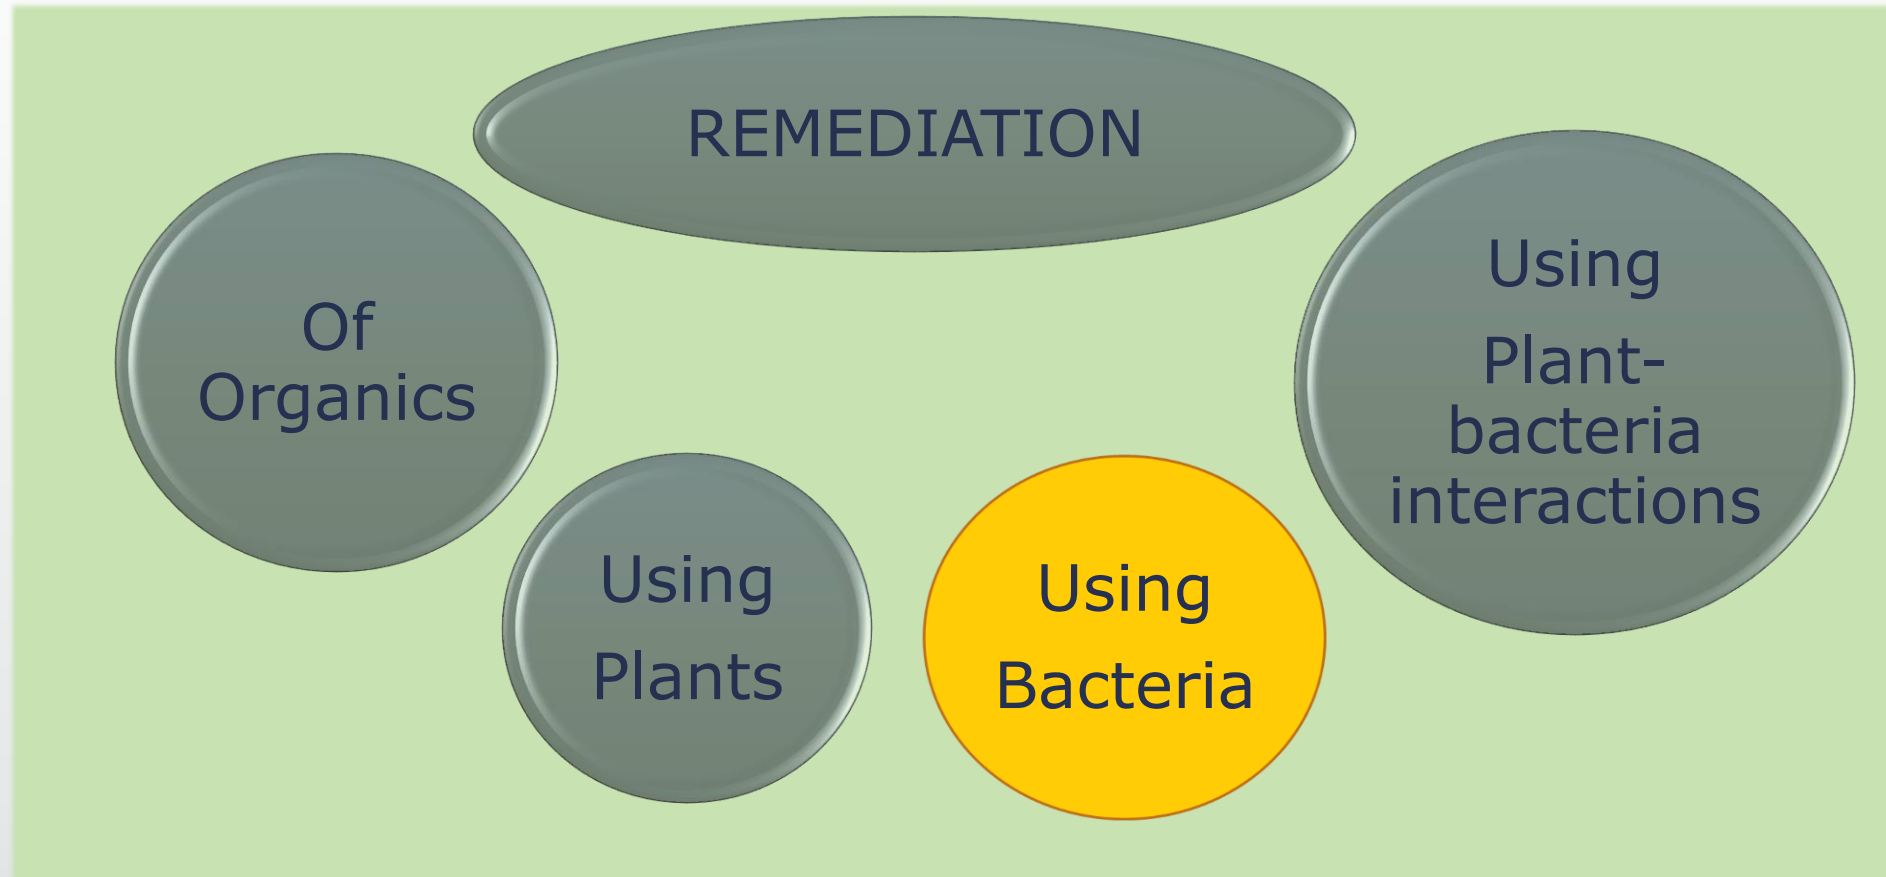 REMEDIATION
Of
Organics
Using
Plants
Using
Bacteria
Using
Plant-
bacteria
interactions